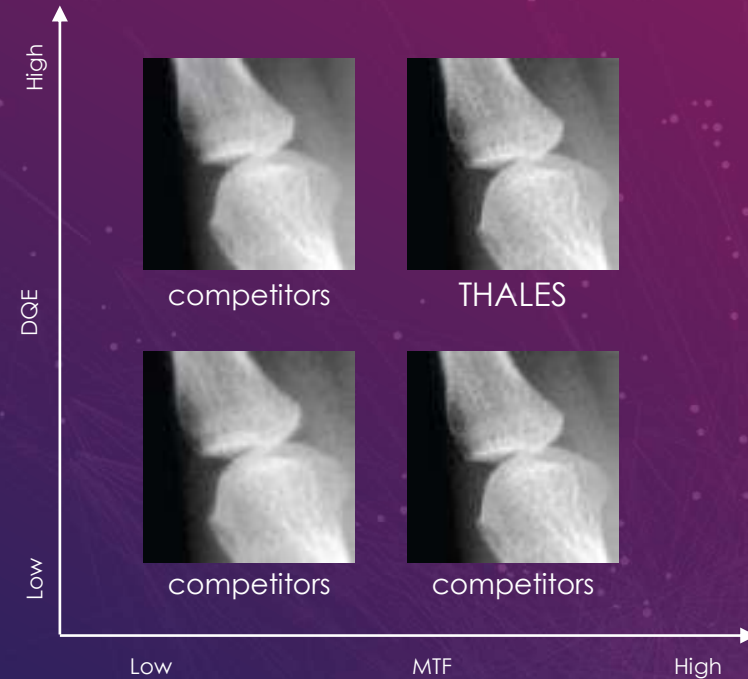 High
competitors
THALES
DQE
competitors
competitors
Low
Low
MTF
High